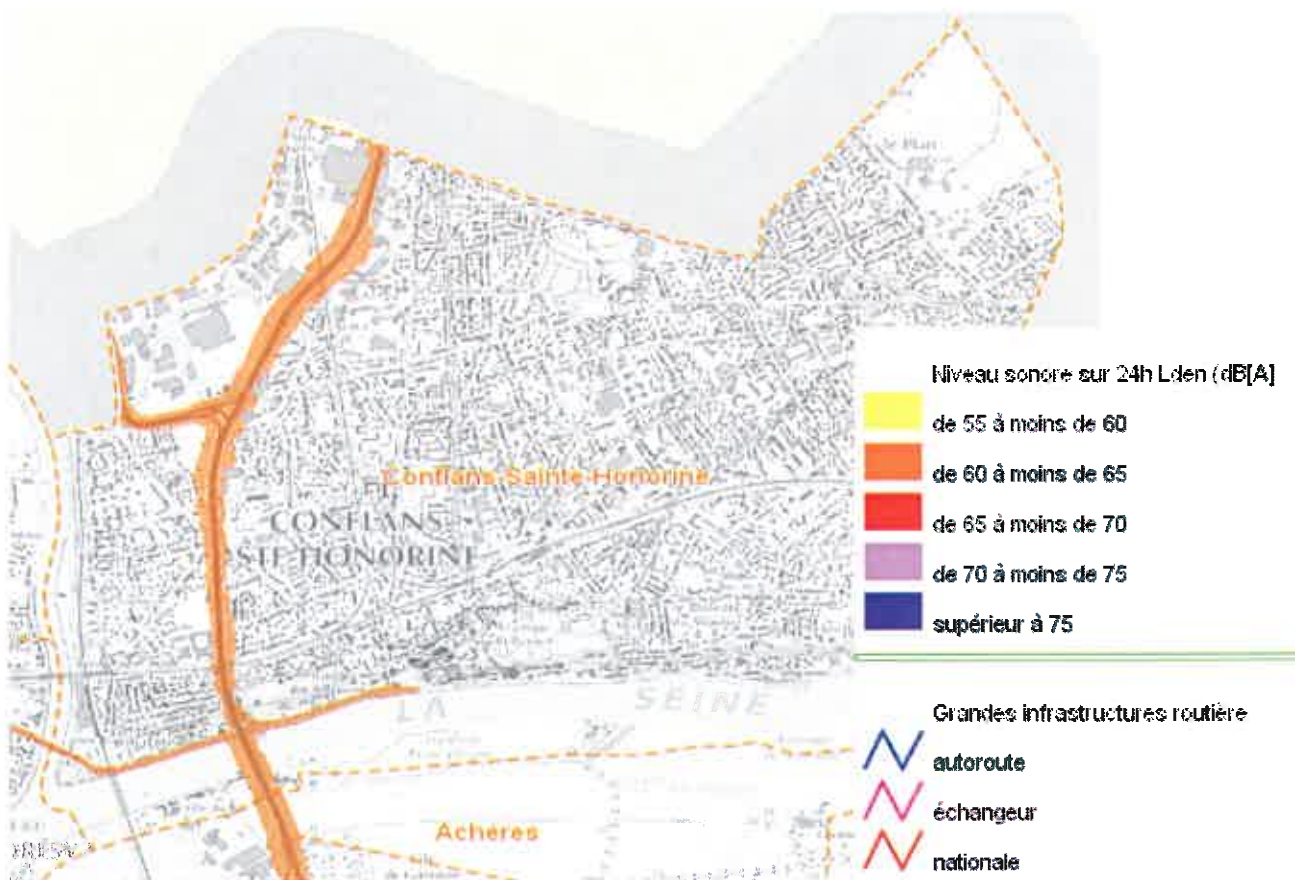 le Plan
Conflans-Sainte-Honorine
CONFLANS
STE HONORINE
LA
SEINE
Achères
Niveau sonore sur 24h Lden (dB[A]
de 55 à moins de 60
de 60 à moins de 65
de 65 à moins de 70
de 70 à moins de 75
supérieur à 75
Grandes infrastructures routière
autoroute
échangeur
nationale